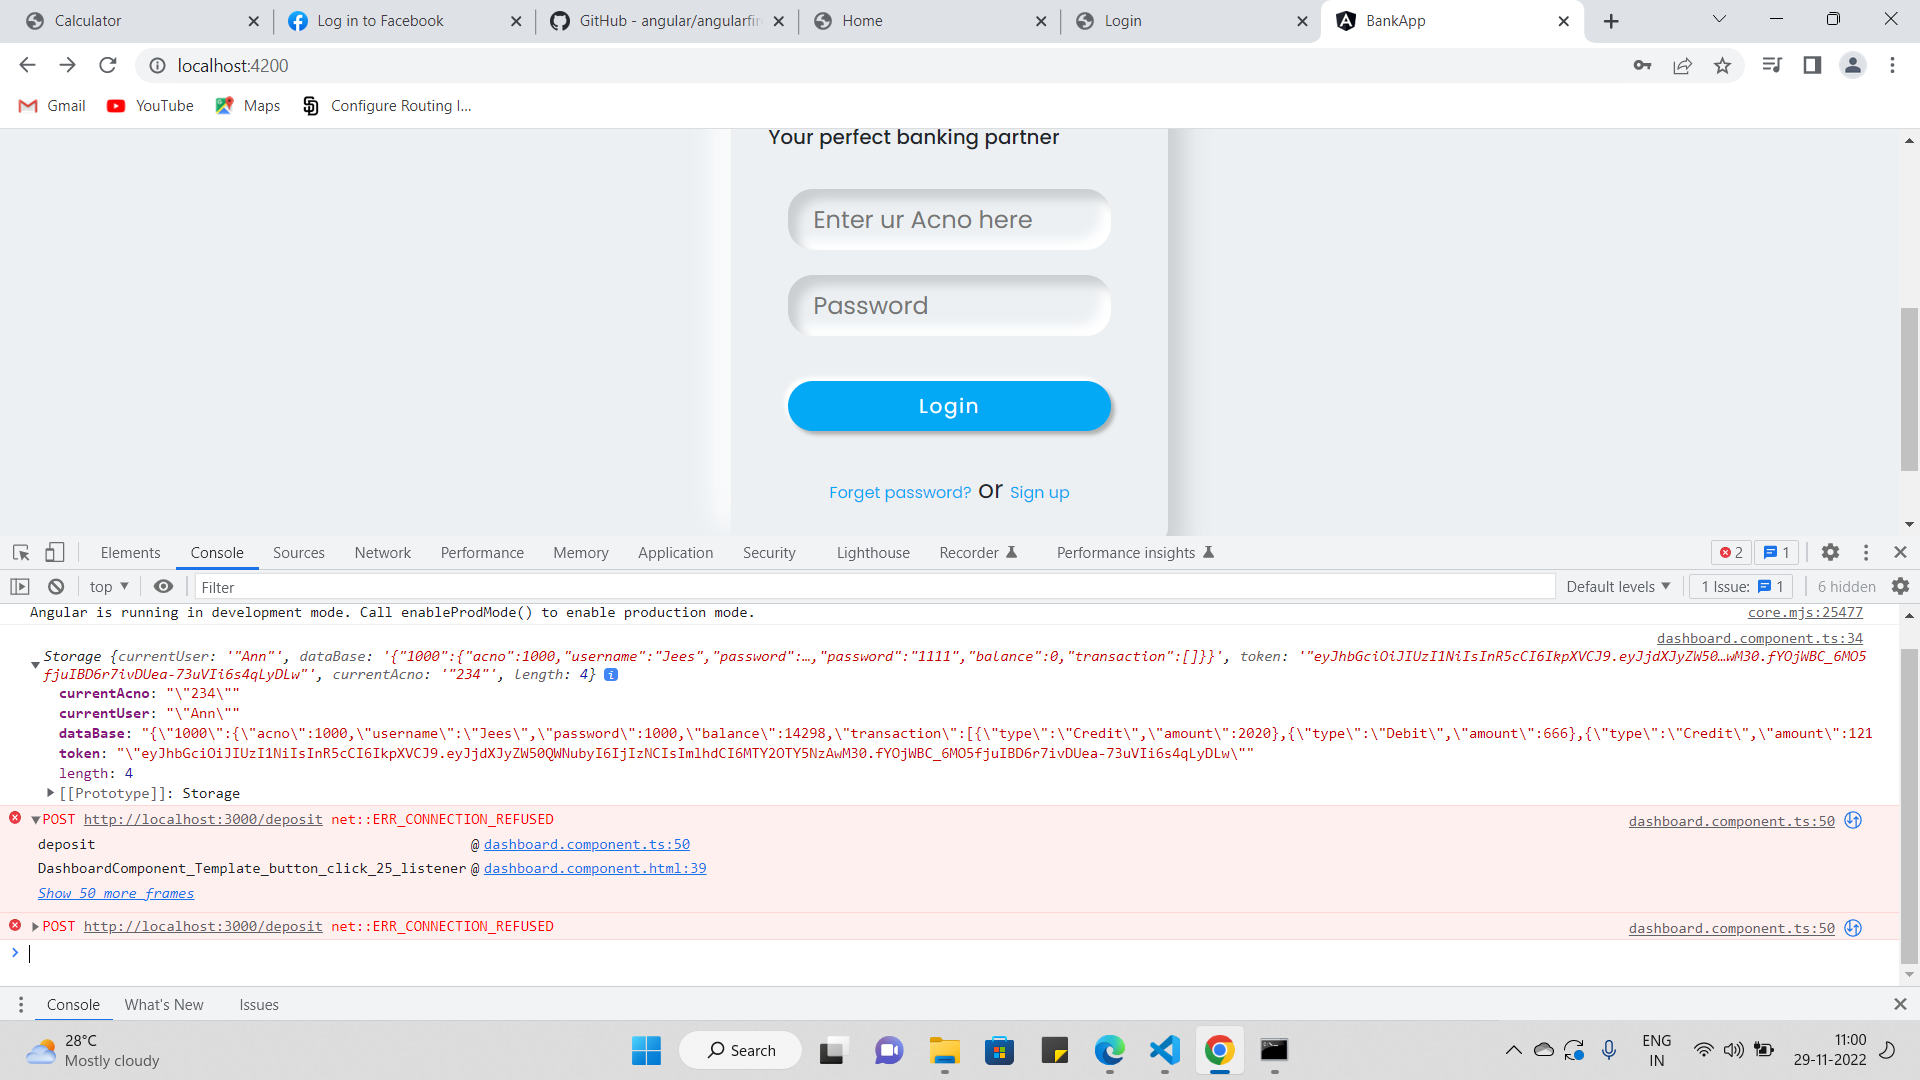 Calculator
Log in to Facebook
GitHub - angular/angularfir
Home
Login
BankApp
localhost:4200
Gmail
YouTube
Maps
Configure Routing I...
Your perfect banking partner
Enter ur Acno here
Password
Login
Forget password? or Sign up
Elements Console Sources Network Performance Memory Application Security Lighthouse Recorder Performance insights
2
1
top
Filter
Default levels
1 Issue: 1
6 hidden
Angular is running in development mode. Call enableProdMode() to enable production mode.
core.mjs:25477
dashboard.component.ts:34
Storage {currentUser: '"Ann"', dataBase: '{"1000":{"acno":1000,"username":"Jees","password":…,"password":"1111","balance":0,"transaction":[]}}', token: '"eyJhbGciOiJIUzI1NiIsInR5cCI6IkpXVCJ9.eyJjdXJyZW50…wM30.fYOjWBC_6MO5
fjuIBD6r7ivDUea-73uVIi6s4qLyDLw"', currentAcno: '"234"', length: 4}
currentAcno: "\"234\""
currentUser: "\"Ann\""
dataBase: "{\"1000\":{\"acno\":1000,\"username\":\"Jees\",\"password\":1000,\"balance\":14298,\"transaction\":[{\"type\":\"Credit\",\"amount\":2020},{\"type\":\"Debit\",\"amount\":666},{\"type\":\"Credit\",\"amount\":121
token: "\"eyJhbGciOiJIUzI1NiIsInR5cCI6IkpXVCJ9.eyJjdXJyZW50QWNubyI6IjIzNCIsImlhdCI6MTY2OTY5NzAwM30.fYOjWBC_6MO5fjuIBD6r7ivDUea-73uVIi6s4qLyDLw\""
length: 4
[[Prototype]]: Storage
POST http://localhost:3000/deposit net::ERR_CONNECTION_REFUSED
dashboard.component.ts:50
deposit @ dashboard.component.ts:50
DashboardComponent_Template_button_click_25_listener @ dashboard.component.html:39
Show 50 more frames
POST http://localhost:3000/deposit net::ERR_CONNECTION_REFUSED
dashboard.component.ts:50
Console What's New Issues
28°C
Mostly cloudy
Search
ENG
IN
11:00
29-11-2022